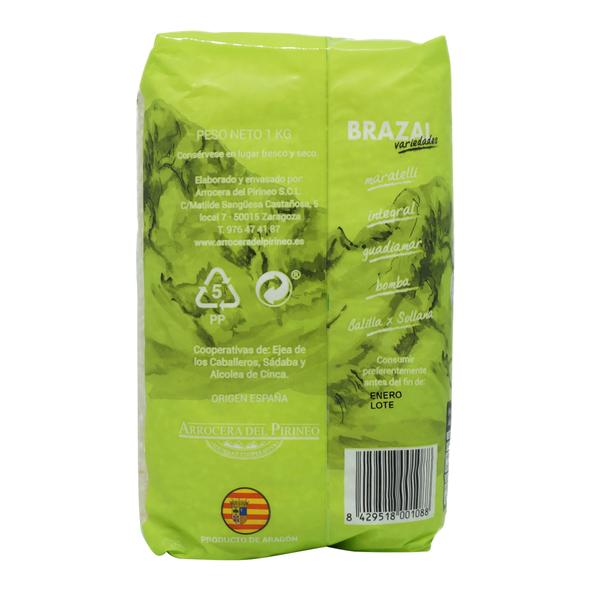 PESO NETO 1 KG
Consérvese en lugar fresco y seco.
Elaborado y envasado por:
Arrocera del Pirineo S.C.L.
C/Matilde Sangüesa Castañosa, 5
local 7 - 50015 Zaragoza
T. 976 47 41 87
www.arroceradelpirineo.es
5
PP
®
Cooperativas de: Ejea de
los Caballeros, Sádaba y
Alcolea de Cinca.
ORIGEN ESPAÑA
ARROCERA DEL PIRINEO
PRODUCTO DE ARAGÓN
BRAZAL
variedades
maratelli
integral
guadiamar
bomba
Balilla x Sollana
Consumir
preferentemente
antes del fin de:
ENERO
LOTE
8 429518 001088